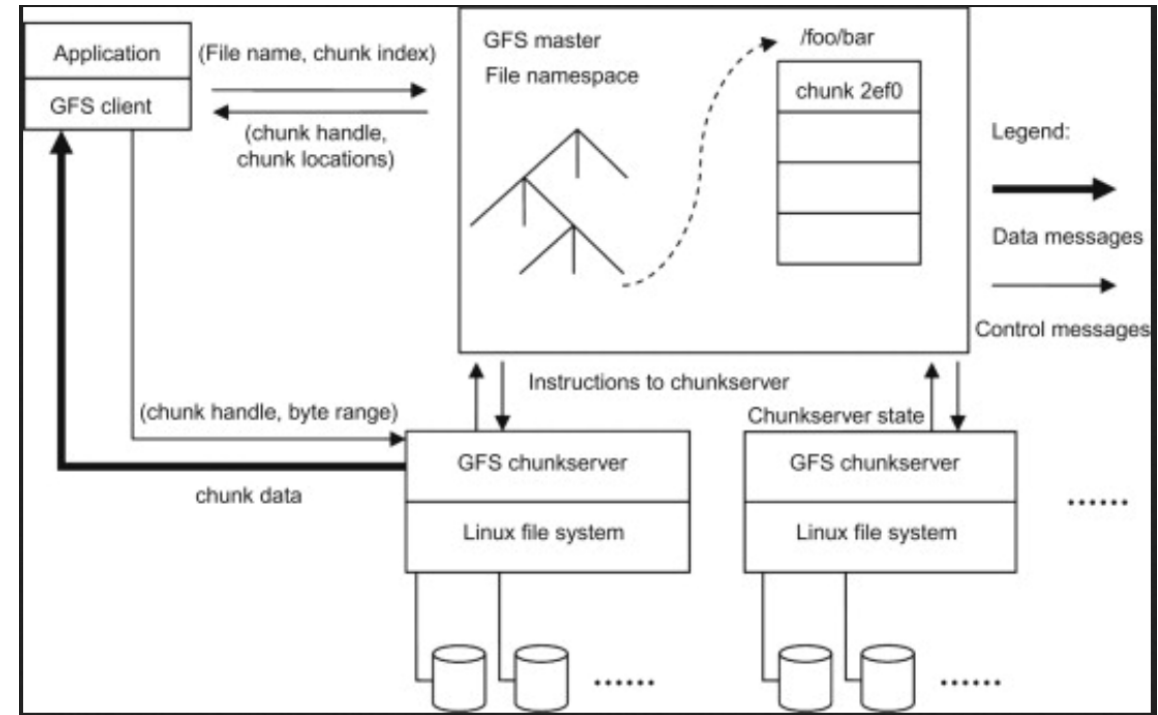 Application
GFS client
(File name, chunk index)
(chunk handle,
chunk locations)
GFS master
File namespace
/foo/bar
chunk 2ef0
Legend:
Data messages
Control messages
Instructions to chunkserver
Chunkserver state
(chunk handle, byte range)
chunk data
GFS chunkserver
Linux file system
GFS chunkserver
Linux file system
......
......
......